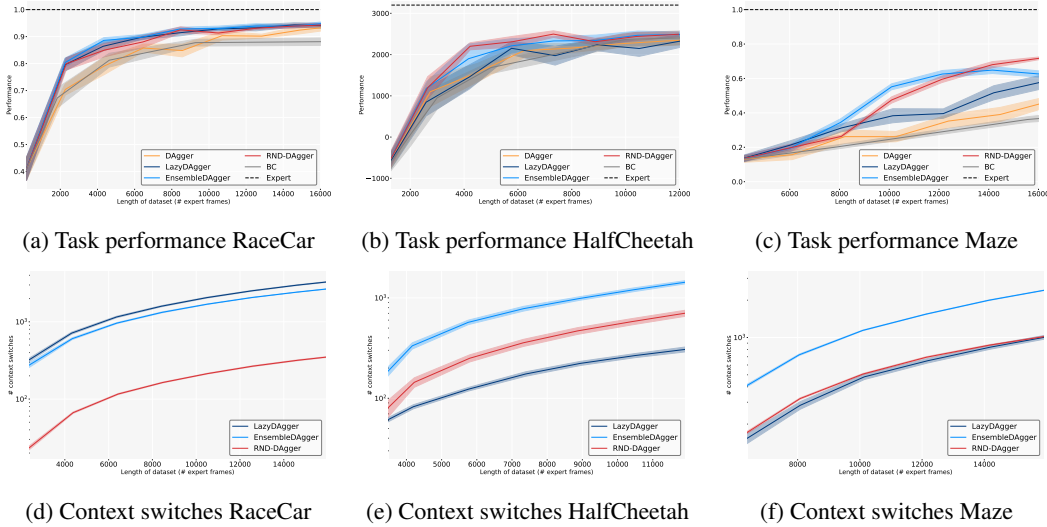 1.0
0.9
0.8
0.7
0.6
0.5
0.4
Performance
2000 4000 6000 8000 10000 12000 14000 16000
Length of dataset (# expert frames)
DAgger
LazyDAgger
EnsembleDAgger
RND-DAgger
BC
Expert
(a) Task performance RaceCar
3000
2000
1000
0
−1000
Performance
2000 4000 6000 8000 10000 12000
Length of dataset (# expert frames)
DAgger
LazyDAgger
EnsembleDAgger
RND-DAgger
BC
Expert
(b) Task performance HalfCheetah
1.0
0.8
0.6
0.4
0.2
0.0
Performance
6000 8000 10000 12000 14000 16000
Length of dataset (# expert frames)
DAgger
LazyDAgger
EnsembleDAgger
RND-DAgger
BC
Expert
(c) Task performance Maze
10³
10²
# context switches
4000 6000 8000 10000 12000 14000
Length of dataset (# expert frames)
LazyDAgger
EnsembleDAgger
RND-DAgger
(d) Context switches RaceCar
10³
10²
# context switches
4000 5000 6000 7000 8000 9000 10000 11000
Length of dataset (# expert frames)
LazyDAgger
EnsembleDAgger
RND-DAgger
(e) Context switches HalfCheetah
10³
# context switches
8000 10000 12000 14000
Length of dataset (# expert frames)
LazyDAgger
EnsembleDAgger
RND-DAgger
(f) Context switches Maze